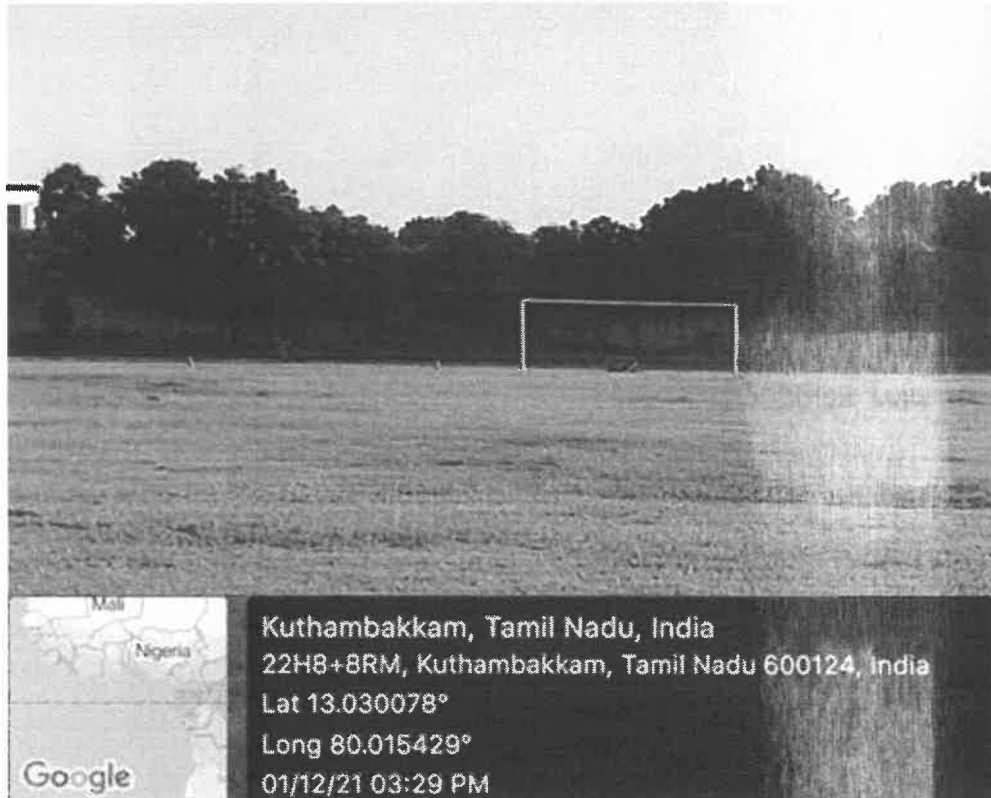 Mali
Nigeria
Google
Kuthambakkam, Tamil Nadu, India
22H8+8RM, Kuthambakkam, Tamil Nadu 600124, India
Lat 13.030078°
Long 80.015429°
01/12/21 03:29 PM